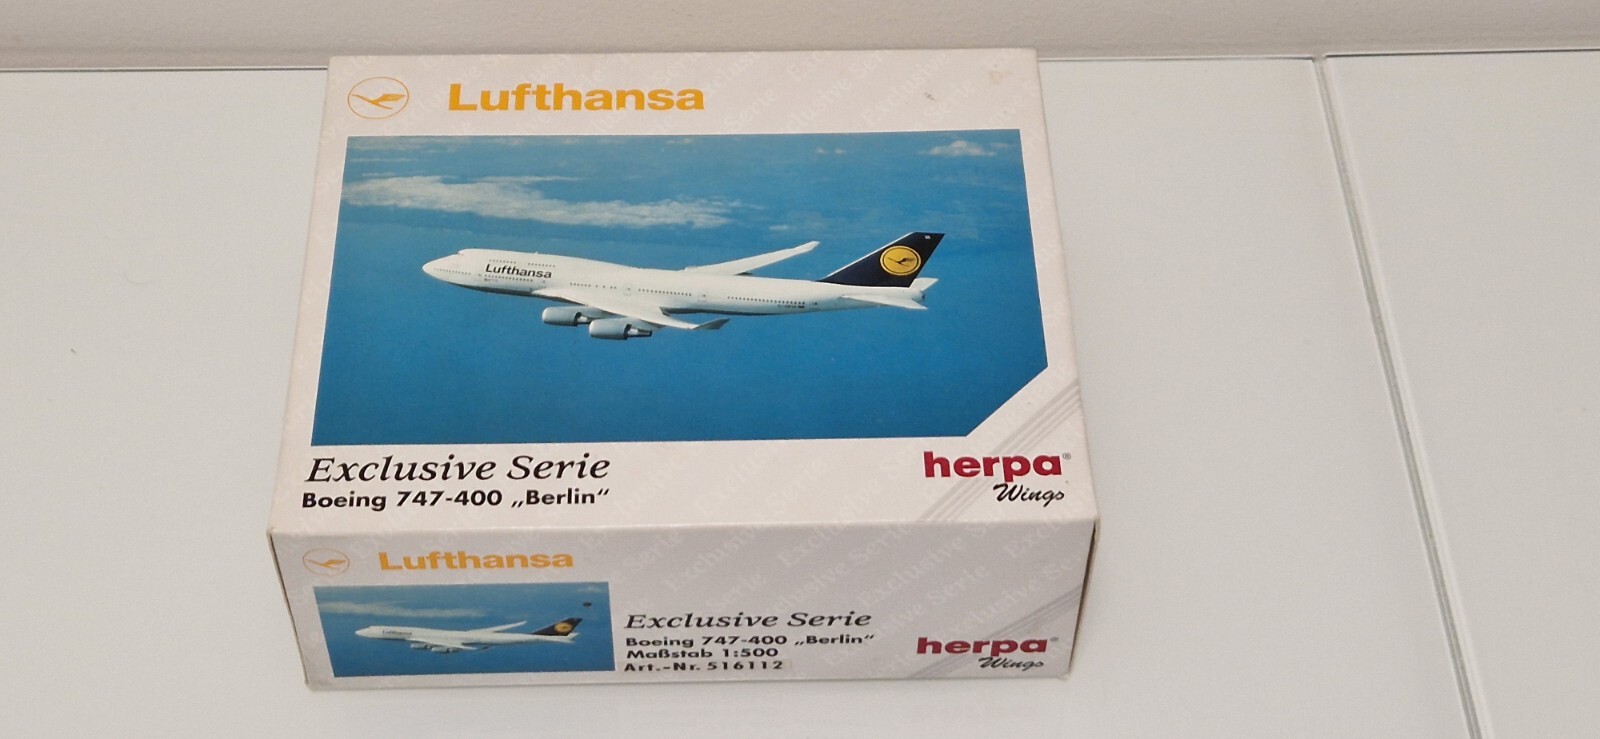 Lufthansa
Lufthansa
Exclusive Serie
Boeing 747-400 „Berlin“
herpa®
Wings
Lufthansa
Exclusive Serie
Boeing 747-400 „Berlin“
Maßstab 1:500
Art.-Nr. 516112
herpa®
Wings